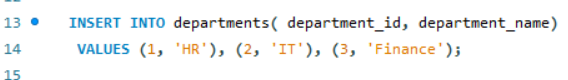 13 INSERT INTO departments( department_id, department_name)
14 VALUES (1, 'HR'), (2, 'IT'), (3, 'Finance');
15